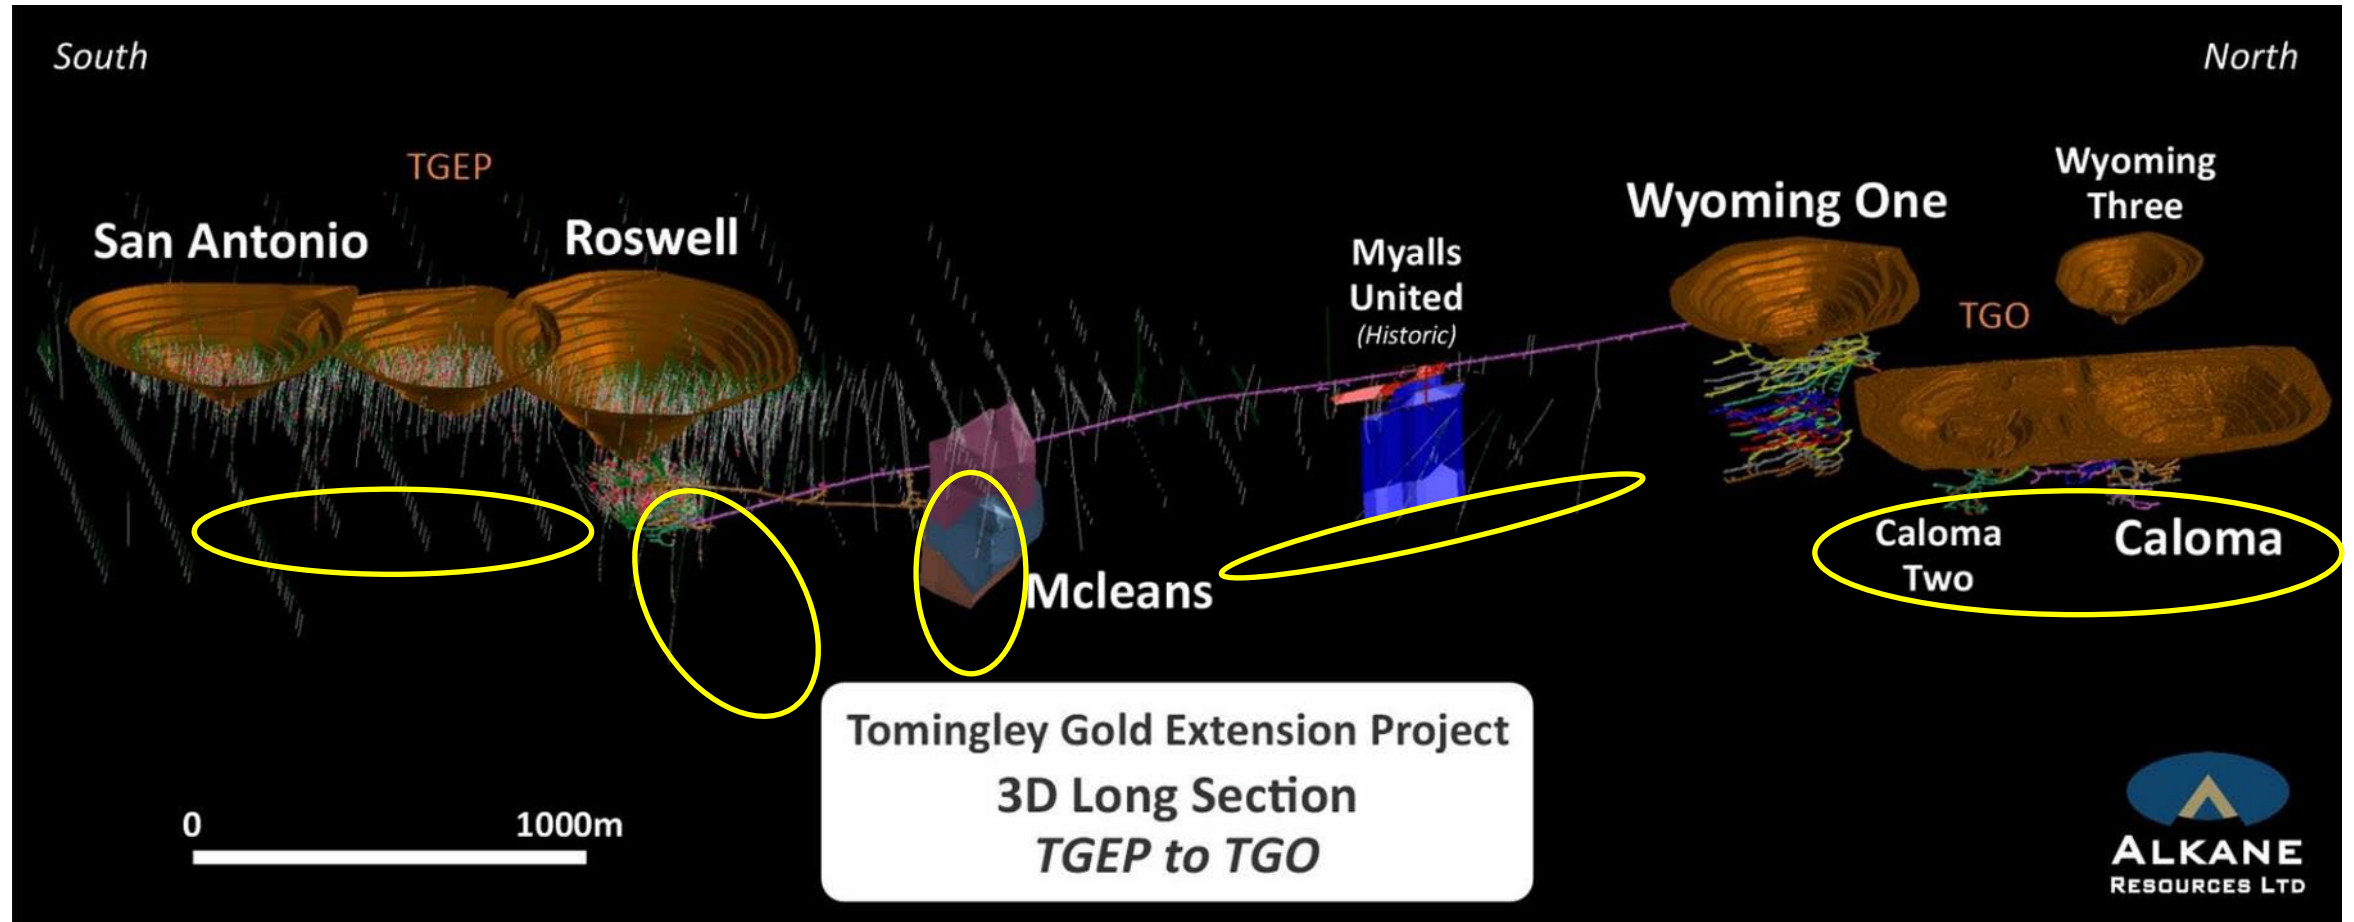 South
North
TGEP
San Antonio
Roswell
Myalls
United
(Historic)
Wyoming One
Wyoming
Three
TGO
Mcleans
Caloma
Two
Caloma
Tomingley Gold Extension Project
3D Long Section
TGEP to TGO
0 1000m
ALKANE
RESOURCES LTD